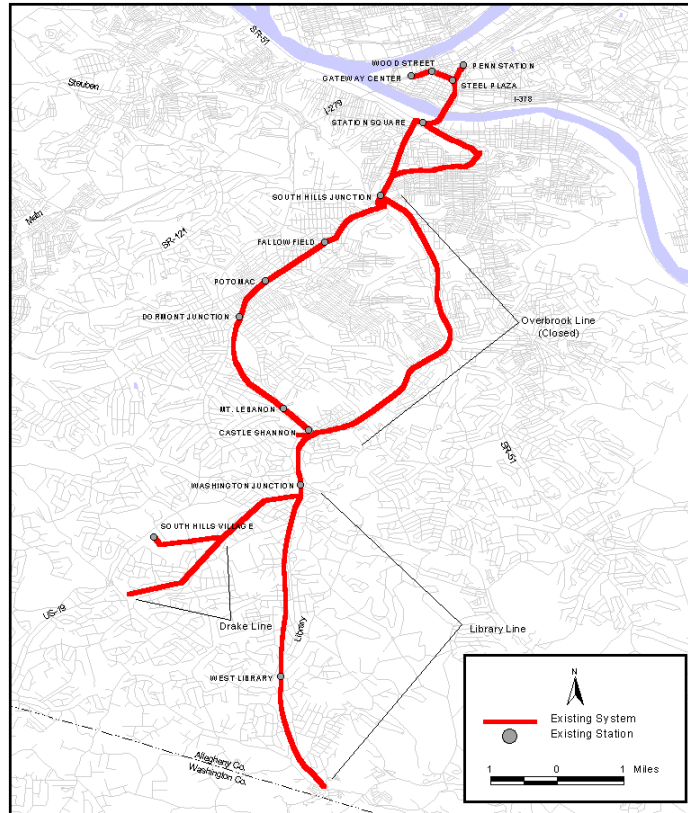 SR-51
WOOD STREET
PENN STATION
GATEWAY CENTER
STEEL PLAZA
Steuben
I-279
I-376
STATION SQUARE
SOUTH HILLS JUNCTION
SR-121
FALLOWFIELD
POTOMAC
DORMONT JUNCTION
Overbrook Line
(Closed)
MT. LEBANON
CASTLE SHANNON
SR-51
WASHINGTON JUNCTION
SOUTH HILLS VILLAGE
US-19
Drake Line
Library
Library Line
WEST LIBRARY
N
Existing System
Existing Station
1 0 1 Miles
Allegheny Co.
Washington Co.